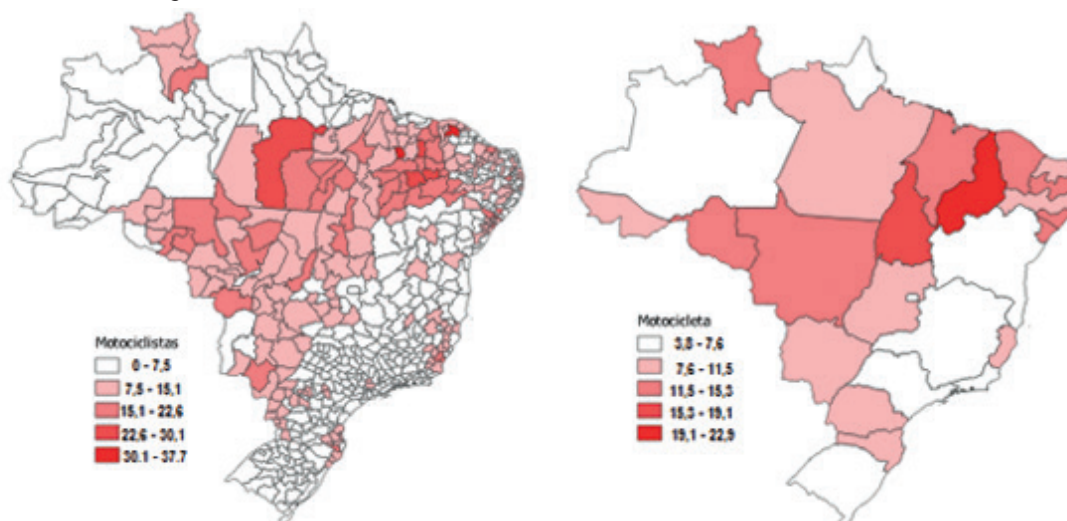 Motociclistas
0 - 7,5
7,5 - 15,1
15,1 - 22,6
22,6 - 30,1
30.1 - 37.7
Motocicleta
3,8 - 7,6
7,6 - 11,5
11,5 - 15,3
15,3 - 19,1
19,1 - 22,9